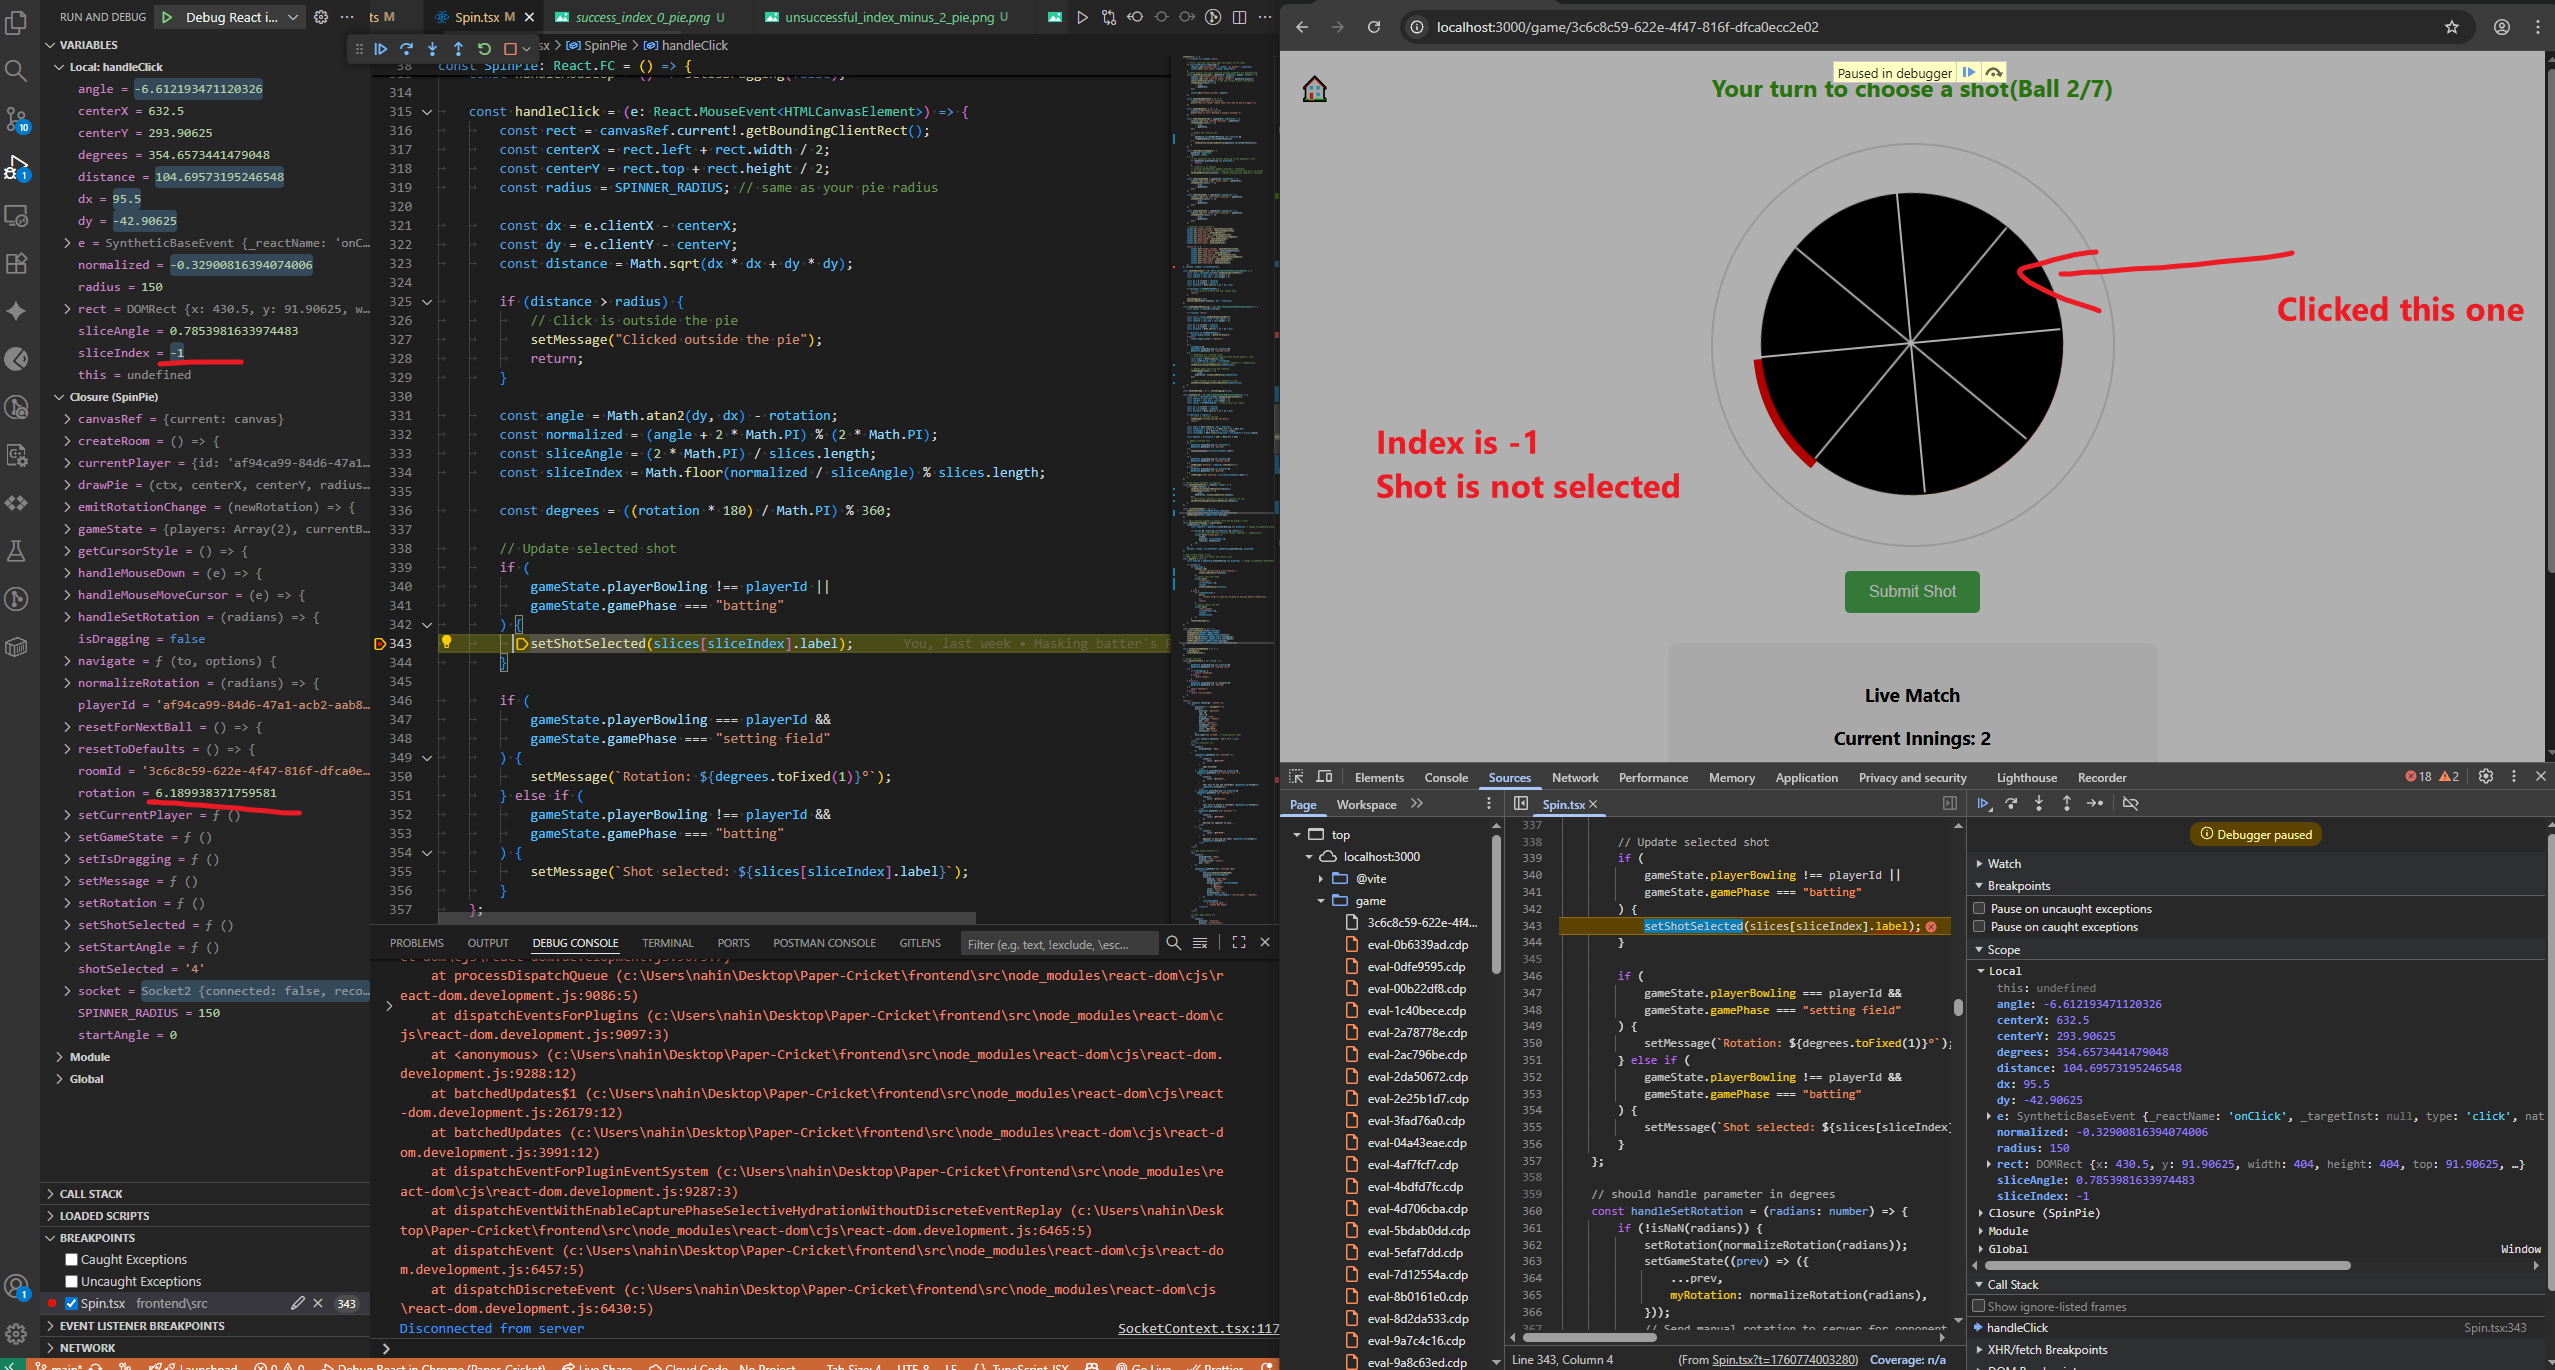 RUN AND DEBUG
Debug React i...
VARIABLES
Local: handleClick
angle = -6.612193471120326
centerX = 632.5
centerY = 293.90625
degrees = 354.6573441479048
distance = 104.69573195246548
dx = 95.5
dy = -42.90625
e = SyntheticBaseEvent {_reactName: 'onC...
normalized = -0.32900816394074006
radius = 150
rect = DOMRect {x: 430.5, y: 91.90625, w...
sliceAngle = 0.7853981633974483
sliceIndex = -1
this = undefined
Closure (SpinPie)
canvasRef = {current: canvas}
createRoom = () => {
currentPlayer = {id: 'af94ca99-84d6-47a1...
drawPie = (ctx, centerX, centerY, radius...
emitRotationChange = (newRotation) => {
gameState = {players: Array(2), currentB...
getCursorStyle = () => {
handleMouseDown = (e) => {
handleMouseMoveCursor = (e) => {
handleSetRotation = (radians) => {
isDragging = false
navigate = ƒ (to, options) {
normalizeRotation = (radians) => {
playerId = 'af94ca99-84d6-47a1-acb2-aab8...
resetForNextBall = () => {
resetToDefaults = () => {
roomId = '3c6c8c59-622e-4f47-816f-dfca0e...
rotation = 6.189938371759581
setCurrentPlayer = ƒ ()
setGameState = ƒ ()
setIsDragging = ƒ ()
setMessage = ƒ ()
setRotation = ƒ ()
setShotSelected = ƒ ()
setStartAngle = ƒ ()
shotSelected = '4'
socket = Socket2 {connected: false, reco...
SPINNER_RADIUS = 150
startAngle = 0
Module
Global
CALL STACK
LOADED SCRIPTS
BREAKPOINTS
Caught Exceptions
Uncaught Exceptions
Spin.tsx frontend\src 343
EVENT LISTENER BREAKPOINTS
NETWORK
ts M Spin.tsx M success_index_0_pie.png U unsuccessful_index_minus_2_pie.png U
sx > SpinPie > handleClick
38 const SpinPie: React.FC = () => {
314
315 const handleClick = (e: React.MouseEvent<HTMLCanvasElement>) => {
316 const rect = canvasRef.current!.getBoundingClientRect();
317 const centerX = rect.left + rect.width / 2;
318 const centerY = rect.top + rect.height / 2;
319 const radius = SPINNER_RADIUS; // same as your pie radius
320
321 const dx = e.clientX - centerX;
322 const dy = e.clientY - centerY;
323 const distance = Math.sqrt(dx * dx + dy * dy);
324
325 if (distance > radius) {
326 // Click is outside the pie
327 setMessage("Clicked outside the pie");
328 return;
329 }
330
331 const angle = Math.atan2(dy, dx) - rotation;
332 const normalized = (angle + 2 * Math.PI) % (2 * Math.PI);
333 const sliceAngle = (2 * Math.PI) / slices.length;
334 const sliceIndex = Math.floor(normalized / sliceAngle) % slices.length;
335
336 const degrees = ((rotation * 180) / Math.PI) % 360;
337
338 // Update selected shot
339 if (
340 gameState.playerBowling !== playerId ||
341 gameState.gamePhase === "batting"
342 ) {
343 setShotSelected(slices[sliceIndex].label); You, last week • Masking batter's
344 }
345
346 if (
347 gameState.playerBowling === playerId &&
348 gameState.gamePhase === "setting field"
349 ) {
350 setMessage(`Rotation: ${degrees.toFixed(1)}°`);
351 } else if (
352 gameState.playerBowling !== playerId &&
353 gameState.gamePhase === "batting"
354 ) {
355 setMessage(`Shot selected: ${slices[sliceIndex].label}`);
356 }
357 };
PROBLEMS OUTPUT DEBUG CONSOLE TERMINAL PORTS POSTMAN CONSOLE GITLENS Filter (e.g. text, !exclude, \esc...
at processDispatchQueue (c:\Users\nahin\Desktop\Paper-Cricket\frontend\src\node_modules\react-dom\cjs\r
eact-dom.development.js:9086:5)
at dispatchEventsForPlugins (c:\Users\nahin\Desktop\Paper-Cricket\frontend\src\node_modules\react-dom\c
js\react-dom.development.js:9097:3)
at <anonymous> (c:\Users\nahin\Desktop\Paper-Cricket\frontend\src\node_modules\react-dom\cjs\react-dom.
development.js:9288:12)
at batchedUpdates$1 (c:\Users\nahin\Desktop\Paper-Cricket\frontend\src\node_modules\react-dom\cjs\react
-dom.development.js:26179:12)
at batchedUpdates (c:\Users\nahin\Desktop\Paper-Cricket\frontend\src\node_modules\react-dom\cjs\react-d
om.development.js:3991:12)
at dispatchEventForPluginEventSystem (c:\Users\nahin\Desktop\Paper-Cricket\frontend\src\node_modules\re
act-dom\cjs\react-dom.development.js:9287:3)
at dispatchEventWithEnableCapturePhaseSelectiveHydrationWithoutDiscreteEventReplay (c:\Users\nahin\Desk
top\Paper-Cricket\frontend\src\node_modules\react-dom\cjs\react-dom.development.js:6465:5)
at dispatchEvent (c:\Users\nahin\Desktop\Paper-Cricket\frontend\src\node_modules\react-dom\cjs\react-do
m.development.js:6457:5)
at dispatchDiscreteEvent (c:\Users\nahin\Desktop\Paper-Cricket\frontend\src\node_modules\react-dom\cjs
\react-dom.development.js:6430:5)
Disconnected from server SocketContext.tsx:117
localhost:3000/game/3c6c8c59-622e-4f47-816f-dfca0ecc2e02
Paused in debugger
Your turn to choose a shot(Ball 2/7)
Clicked this one
Index is -1
Shot is not selected
Submit Shot
Live Match
Current Innings: 2
Elements Console Sources Network Performance Memory Application Privacy and security Lighthouse Recorder 18 2
Page Workspace
Spin.tsx
top
localhost:3000
@vite
game
3c6c8c59-622e-4f4...
eval-0b6339ad.cdp
eval-0dfe9595.cdp
eval-00b22df8.cdp
eval-1c40bece.cdp
eval-2a78778e.cdp
eval-2ac796be.cdp
eval-2da50672.cdp
eval-2e25b1d7.cdp
eval-3fad76a0.cdp
eval-04a43eae.cdp
eval-4af7fcf7.cdp
eval-4bdfd7fc.cdp
eval-4d706cba.cdp
eval-5bdab0dd.cdp
eval-5efaf7dd.cdp
eval-7d12554a.cdp
eval-8b0161e0.cdp
eval-8d2da533.cdp
eval-9a7c4c16.cdp
eval-9a8c63ed.cdp
337
338 // Update selected shot
339 if (
340 gameState.playerBowling !== playerId ||
341 gameState.gamePhase === "batting"
342 ) {
343 setShotSelected(slices[sliceIndex].label);
344 }
345
346 if (
347 gameState.playerBowling === playerId &&
348 gameState.gamePhase === "setting field"
349 ) {
350 setMessage(`Rotation: ${degrees.toFixed(1)}°`);
351 } else if (
352 gameState.playerBowling !== playerId &&
353 gameState.gamePhase === "batting"
354 ) {
355 setMessage(`Shot selected: ${slices[sliceIndex]
356 }
357 };
358
359 // should handle parameter in degrees
360 const handleSetRotation = (radians: number) => {
361 if (!isNaN(radians)) {
362 setRotation(normalizeRotation(radians));
363 setGameState((prev) => ({
364 ...prev,
365 myRotation: normalizeRotation(radians),
366 }));
367 // Send manual rotation to server for opponent
Line 343, Column 4 (From Spin.tsx?t=1760774003280) Coverage: n/a
Debugger paused
Watch
Breakpoints
Pause on uncaught exceptions
Pause on caught exceptions
Scope
Local
this: undefined
angle: -6.612193471120326
centerX: 632.5
centerY: 293.90625
degrees: 354.6573441479048
distance: 104.69573195246548
dx: 95.5
dy: -42.90625
e: SyntheticBaseEvent {_reactName: 'onClick', _targetInst: null, type: 'click', nat
normalized: -0.32900816394074006
radius: 150
rect: DOMRect {x: 430.5, y: 91.90625, width: 404, height: 404, top: 91.90625, …}
sliceAngle: 0.7853981633974483
sliceIndex: -1
Closure (SpinPie)
Module
Global Window
Call Stack
Show ignore-listed frames
handleClick Spin.tsx:343
XHR/fetch Breakpoints